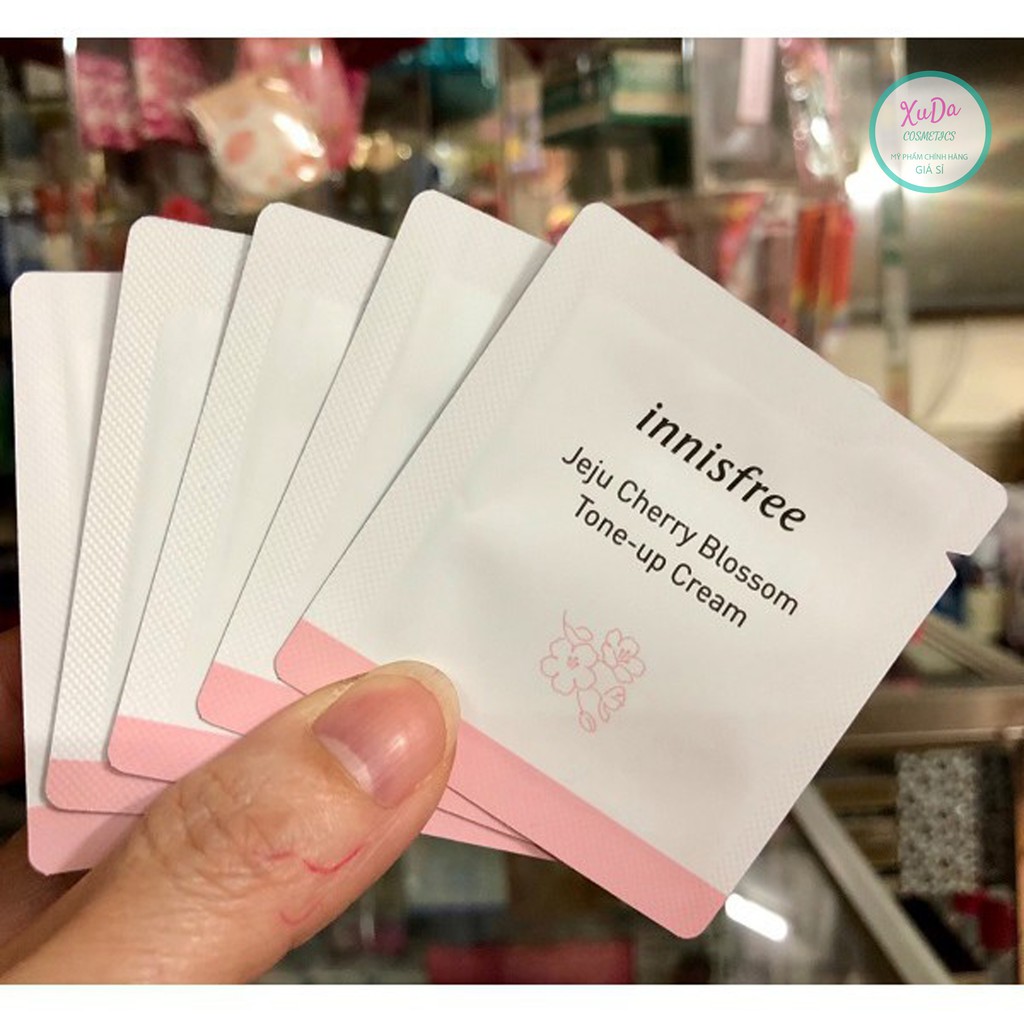 XuDa
COSMETICS
MỸ PHẨM CHÍNH HÃNG
GIÁ SỈ
innisfree
Jeju Cherry Blossom
Tone-up Cream